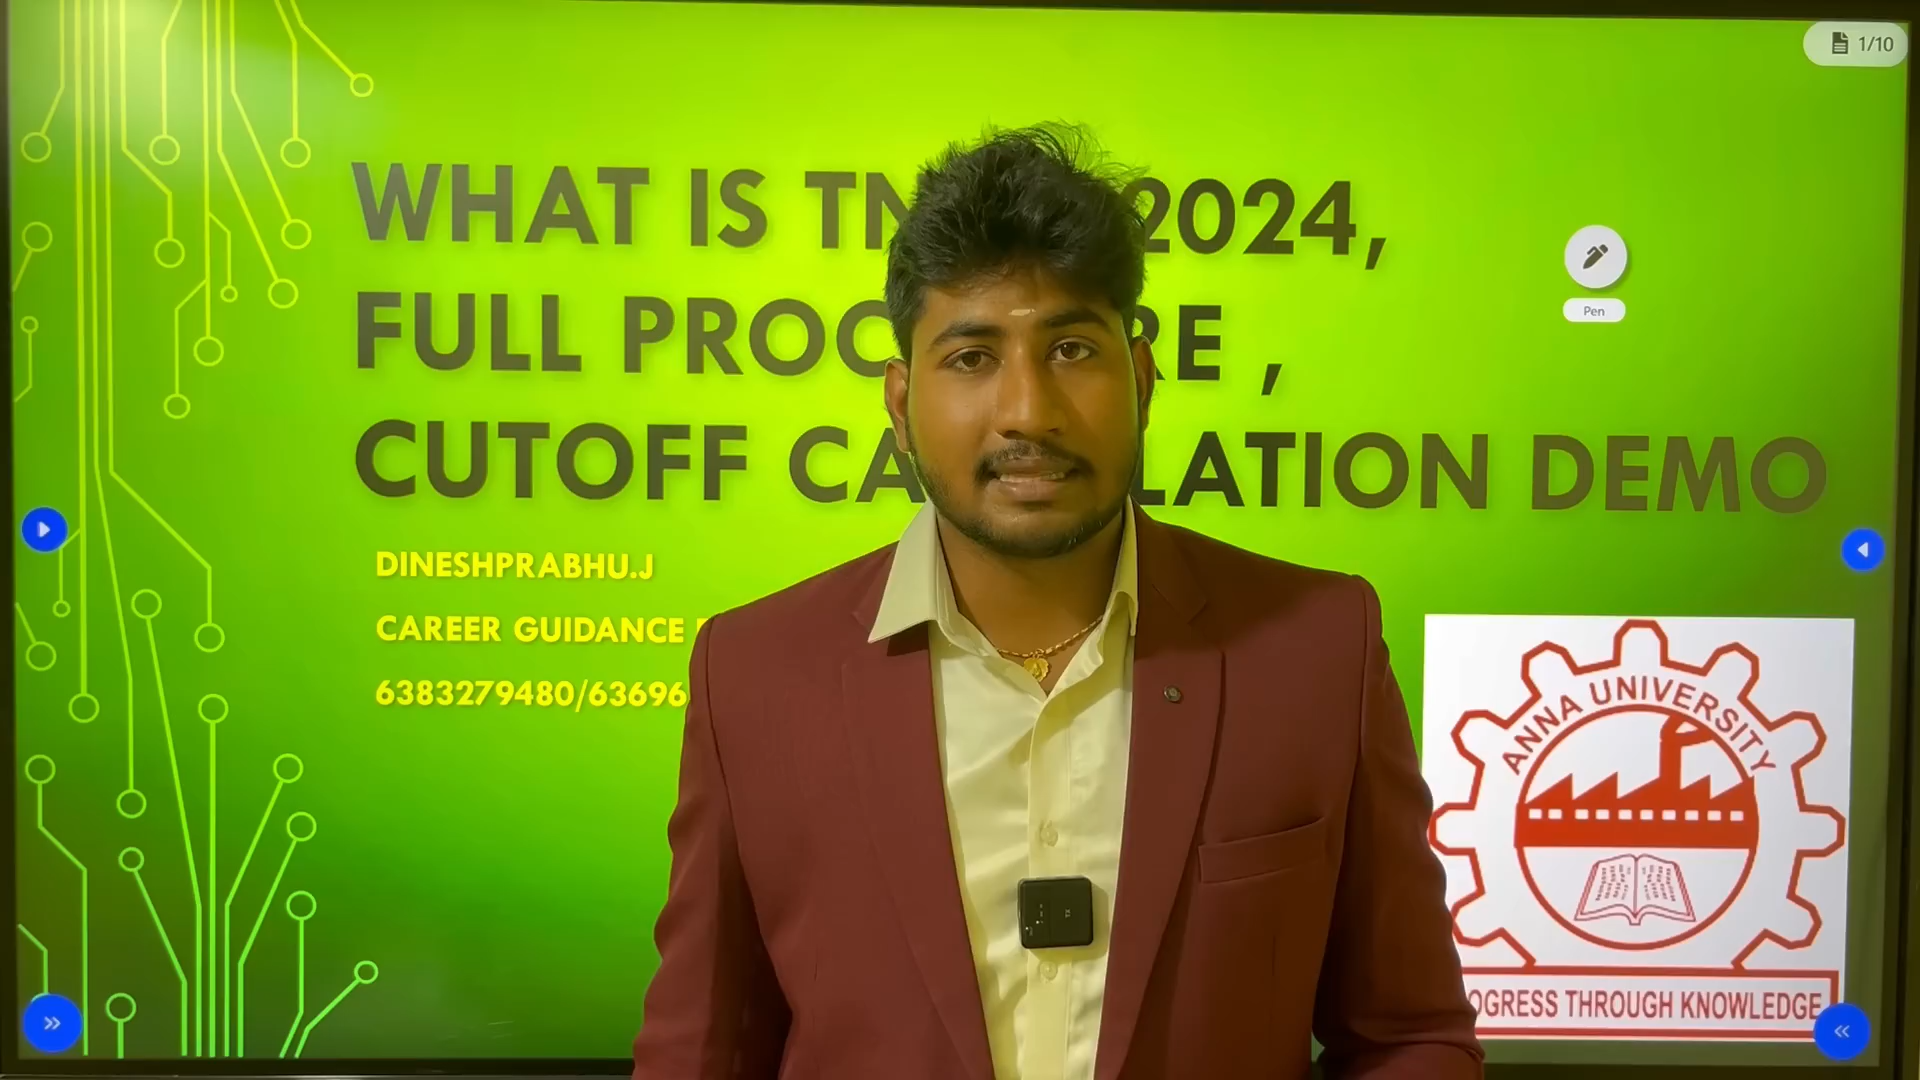 1/10
WHAT IS TN 2024,
FULL PROC RE ,
CUTOFF CA LATION DEMO
Pen
DINESHPRABHU.J
CAREER GUIDANCE
6383279480/63696
ANNA UNIVERSITY
OGRESS THROUGH KNOWLEDGE